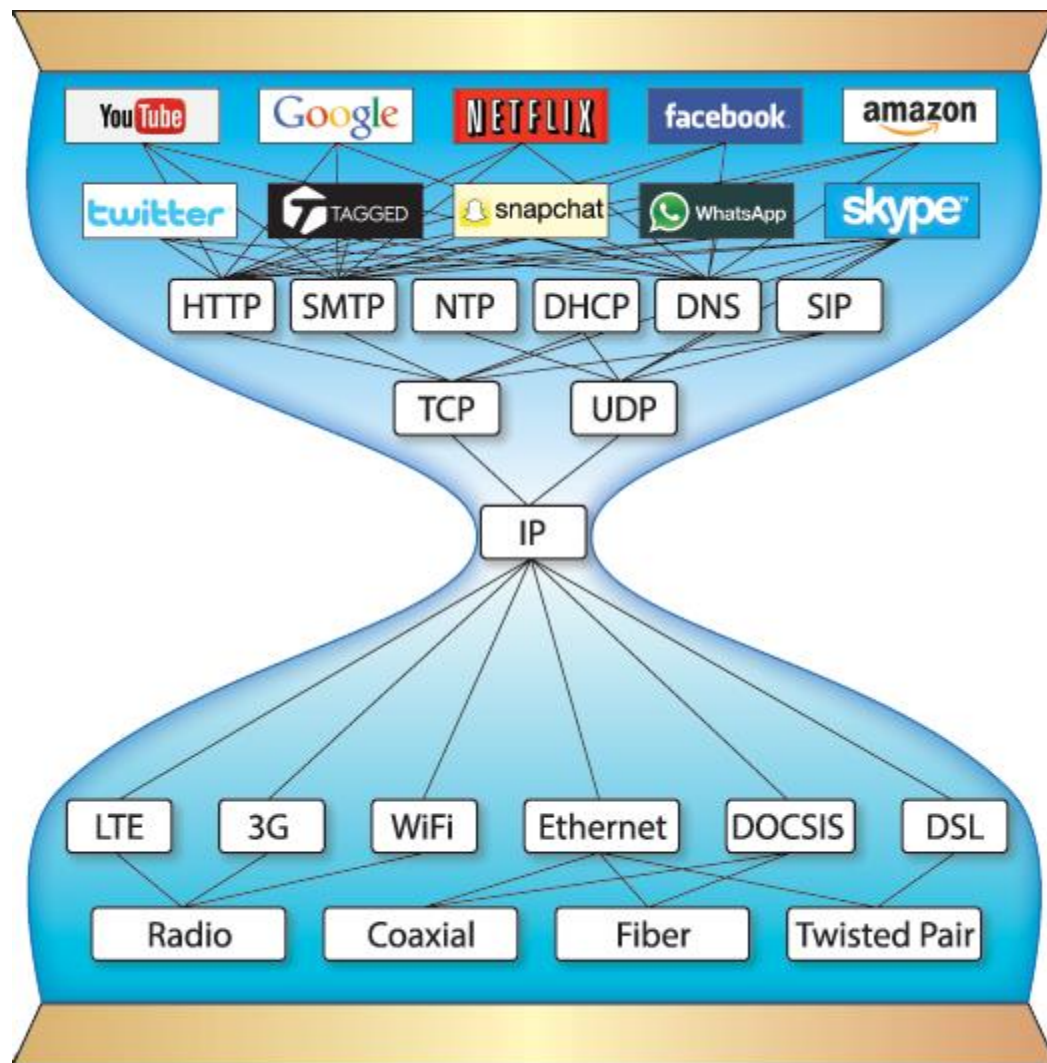 YouTube Google NETFLIX facebook amazon
twitter TAGGED snapchat WhatsApp skype
HTTP SMTP NTP DHCP DNS SIP
TCP UDP
IP
LTE 3G WiFi Ethernet DOCSIS DSL
Radio Coaxial Fiber Twisted Pair